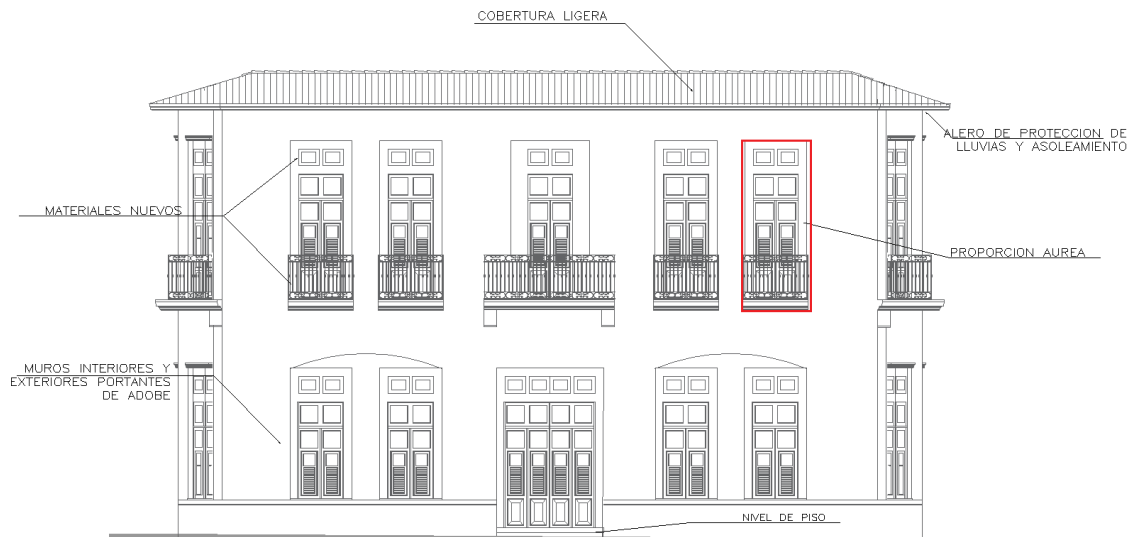 COBERTURA LIGERA
ALERO DE PROTECCION DE
LLUVIAS Y ASOLEAMIENTO
MATERIALES NUEVOS
PROPORCION AUREA
MUROS INTERIORES Y
EXTERIORES PORTANTES
DE ADOBE
NIVEL DE PISO